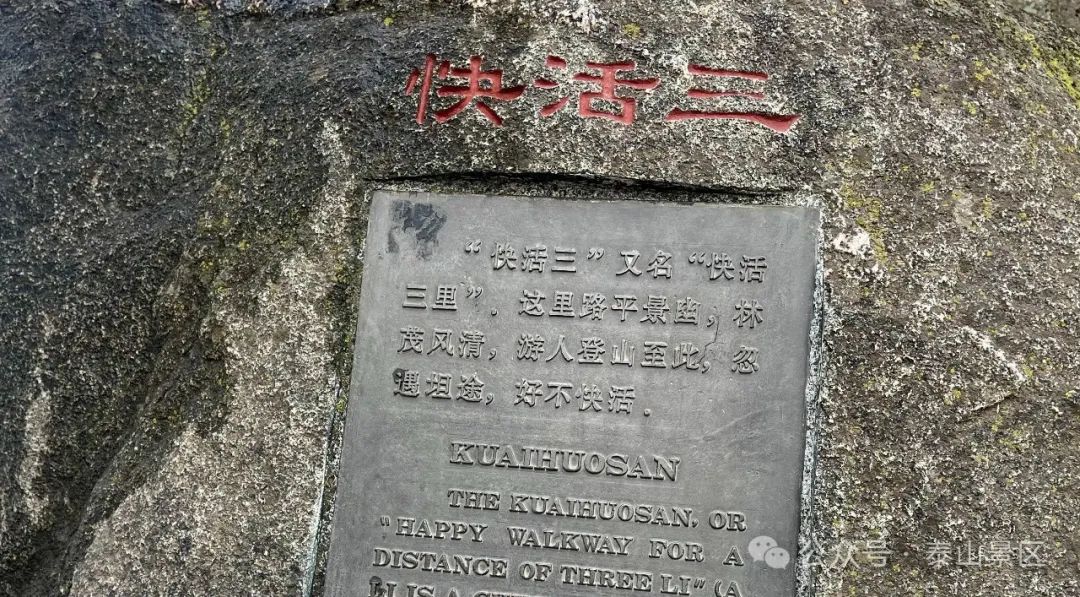 快活三
“快活三”又名“快活
三里”. 这里路平景幽, 林
茂风清, 游人登山至此, 忽
遇坦途, 好不快活.
KUAIHUOSAN
THE KUAIHUOSAN, OR
"HAPPY WALKWAY FOR A
DISTANCE OF THREE LI" (A
LI IS A
公众号 泰山景区